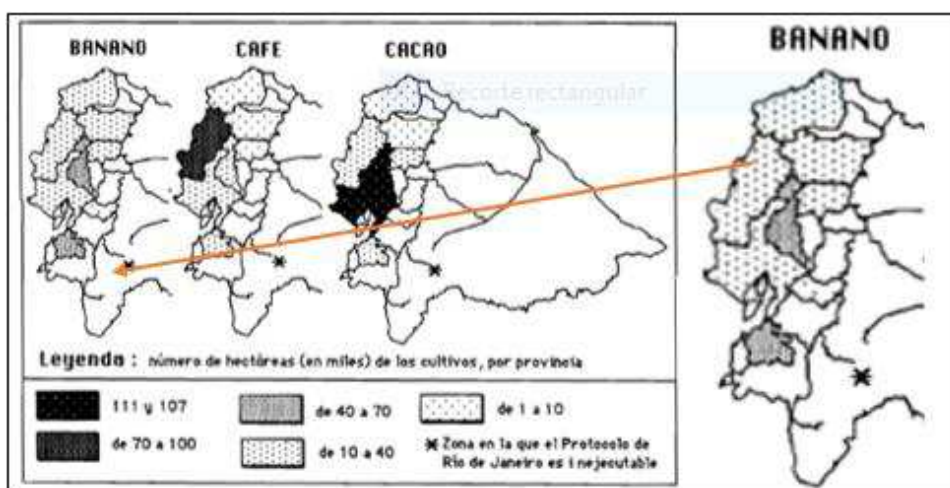 BANANO
CAFE
CACAO
Recorte rectangular
BANANO
Leyenda : número de hectáreas (en miles) de los cultivos, por provincia
111 y 107
de 40 a 70
de 1 a 10
de 70 a 100
de 10 a 40
Zona en la que el Protocolo de
Río de Janeiro es inejecutable